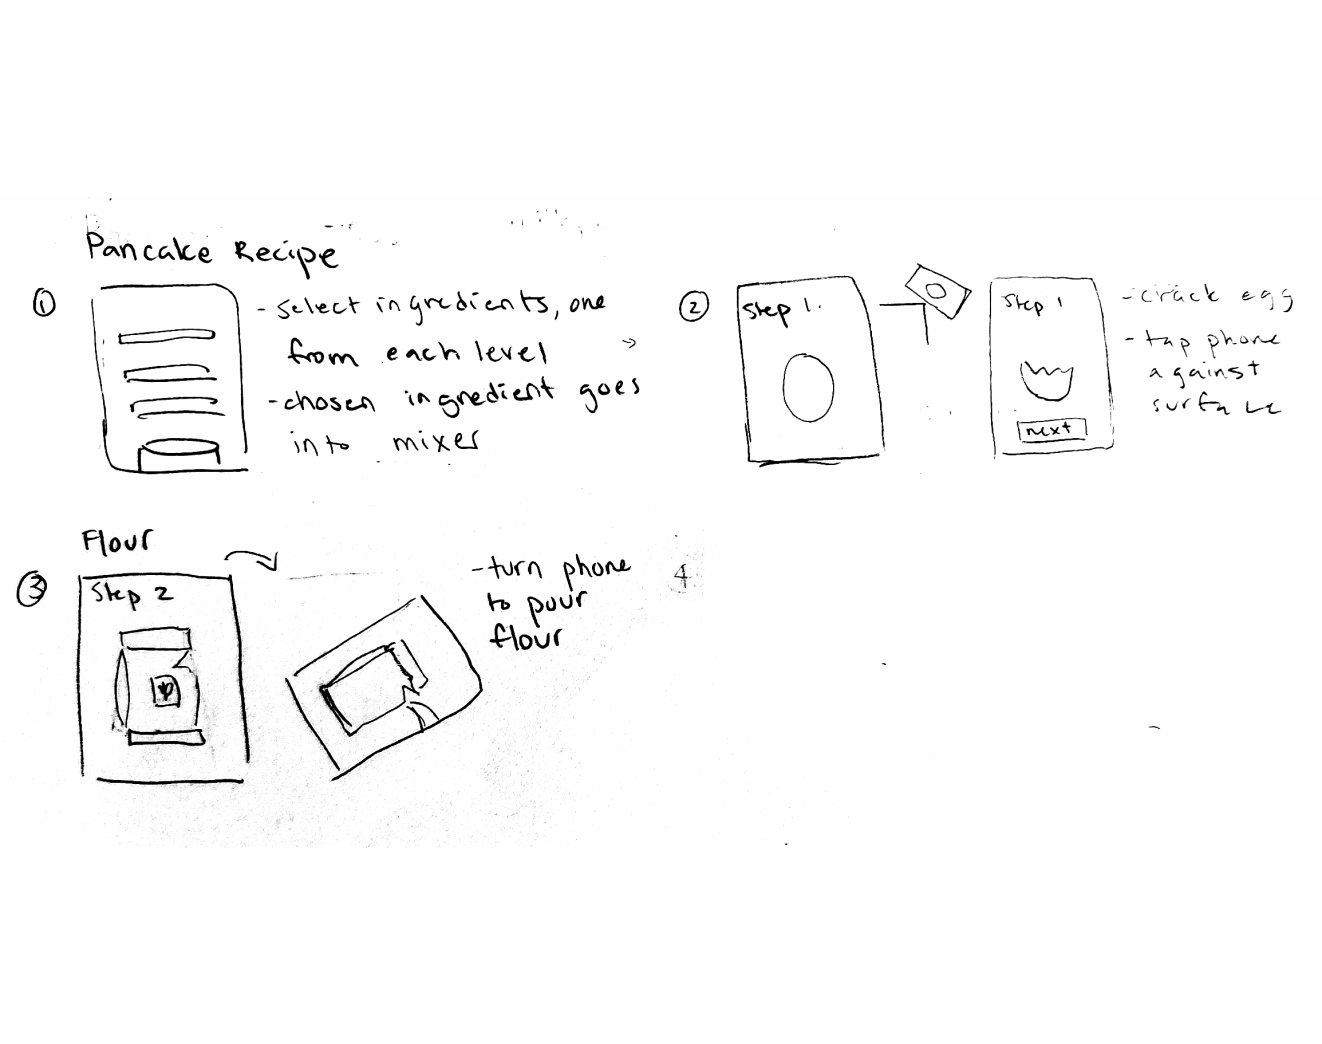 Pancake Recipe
1
- select ingredients, one
from each level
- chosen ingredient goes
into mixer
2
Step 1.
Step 1
next
- crack egg
- tap phone
against
surface
Flour
3
Step 2
- turn phone
to pour
flour
4